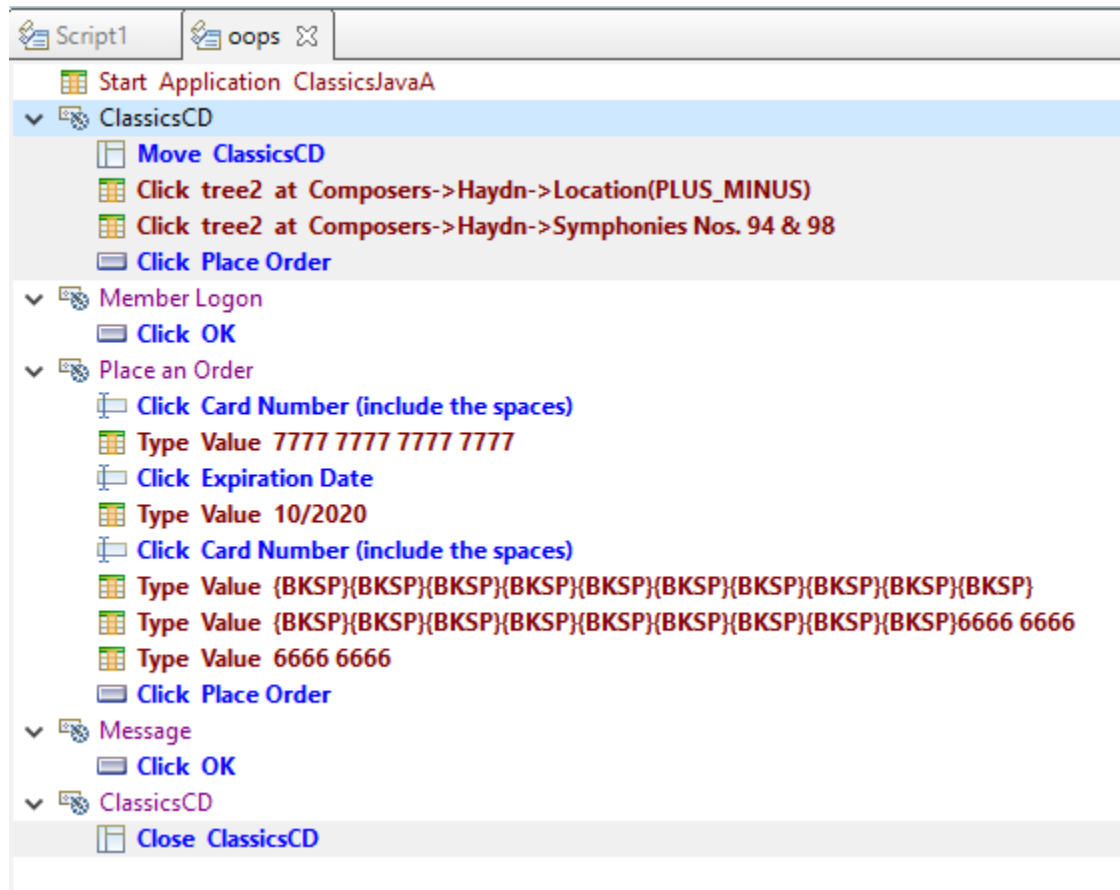 Script1 oops
Start Application ClassicsJavaA
ClassicsCD
Move ClassicsCD
Click tree2 at Composers->Haydn->Location(PLUS_MINUS)
Click tree2 at Composers->Haydn->Symphonies Nos. 94 & 98
Click Place Order
Member Logon
Click OK
Place an Order
Click Card Number (include the spaces)
Type Value 7777 7777 7777 7777
Click Expiration Date
Type Value 10/2020
Click Card Number (include the spaces)
Type Value {BKSP}{BKSP}{BKSP}{BKSP}{BKSP}{BKSP}{BKSP}{BKSP}{BKSP}{BKSP}
Type Value {BKSP}{BKSP}{BKSP}{BKSP}{BKSP}{BKSP}{BKSP}{BKSP}{BKSP}6666 6666
Type Value 6666 6666
Click Place Order
Message
Click OK
ClassicsCD
Close ClassicsCD